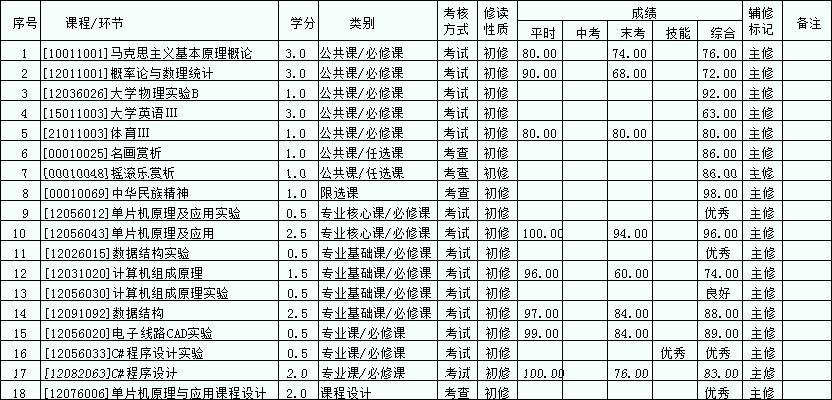 序号 课程/环节 学分 类别 考核方式 修读性质 成绩 辅修标记 备注
平时 中考 末考 技能 综合
1 [10011001]马克思主义基本原理概论 3.0 公共课/必修课 考试 初修 80.00 74.00 76.00 主修
2 [12011001]概率论与数理统计 3.0 公共课/必修课 考试 初修 90.00 68.00 72.00 主修
3 [12036026]大学物理实验B 1.0 公共课/必修课 考试 初修 92.00 主修
4 [15011003]大学英语III 3.0 公共课/必修课 考试 初修 63.00 主修
5 [21011003]体育III 1.0 公共课/必修课 考试 初修 80.00 80.00 80.00 主修
6 [00010025]名画赏析 1.0 公共课/任选课 考查 初修 86.00 主修
7 [00010048]摇滚乐赏析 1.0 公共课/任选课 考查 初修 86.00 主修
8 [00010069]中华民族精神 1.0 限选课 考查 初修 98.00 主修
9 [12056012]单片机原理及应用实验 0.5 专业核心课/必修课 考试 初修 优秀 主修
10 [12056043]单片机原理及应用 2.5 专业核心课/必修课 考试 初修 100.00 94.00 96.00 主修
11 [12026015]数据结构实验 0.5 专业基础课/必修课 考试 初修 优秀 主修
12 [12031020]计算机组成原理 1.5 专业基础课/必修课 考试 初修 96.00 60.00 74.00 主修
13 [12056030]计算机组成原理实验 0.5 专业基础课/必修课 考试 初修 良好 主修
14 [12091092]数据结构 2.5 专业基础课/必修课 考试 初修 97.00 84.00 88.00 主修
15 [12056020]电子线路CAD实验 0.5 专业课/必修课 考试 初修 99.00 84.00 89.00 主修
16 [12056033]C#程序设计实验 0.5 专业课/必修课 考试 初修 优秀 优秀 主修
17 [12082063]C#程序设计 2.0 专业课/必修课 考试 初修 100.00 76.00 83.00 主修
18 [12076006]单片机原理与应用课程设计 2.0 课程设计 考查 初修 优秀 主修